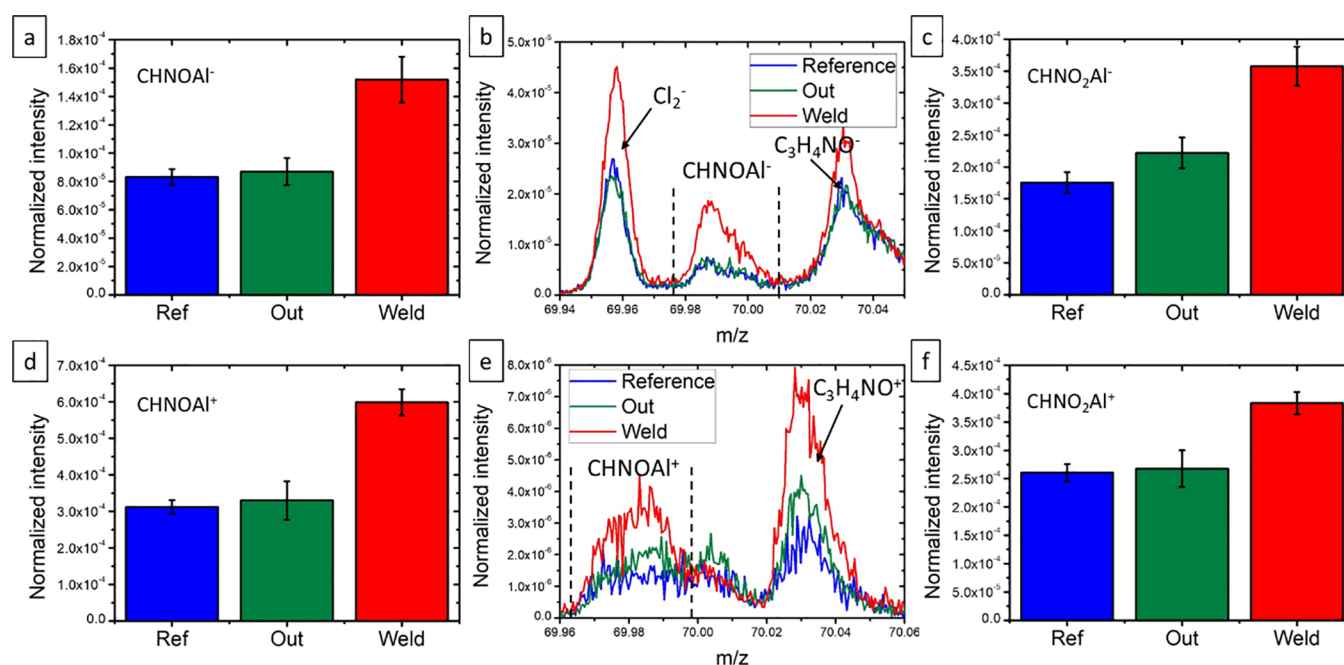 a
Normalized intensity
1.8x10⁻⁴
1.6x10⁻⁴
1.4x10⁻⁴
1.2x10⁻⁴
1.0x10⁻⁴
8.0x10⁻⁵
6.0x10⁻⁵
4.0x10⁻⁵
2.0x10⁻⁵
0.0
CHNOAl⁻
Ref Out Weld
b
Normalized intensity
5.0x10⁻⁵
4.0x10⁻⁵
3.0x10⁻⁵
2.0x10⁻⁵
1.0x10⁻⁵
0.0
Cl₂⁻
Reference
Out
Weld
C₃H₄NO⁻
CHNOAl⁻
69.94 69.96 69.98 70.00 70.02 70.04
m/z
c
Normalized intensity
4.0x10⁻⁴
3.5x10⁻⁴
3.0x10⁻⁴
2.5x10⁻⁴
2.0x10⁻⁴
1.5x10⁻⁴
1.0x10⁻⁴
5.0x10⁻⁵
0.0
CHNO₂Al⁻
Ref Out Weld
d
Normalized intensity
7.0x10⁻⁴
6.0x10⁻⁴
5.0x10⁻⁴
4.0x10⁻⁴
3.0x10⁻⁴
2.0x10⁻⁴
1.0x10⁻⁴
0.0
CHNOAl⁺
Ref Out Weld
e
Normalized intensity
8.0x10⁻⁶
7.0x10⁻⁶
6.0x10⁻⁶
5.0x10⁻⁶
4.0x10⁻⁶
3.0x10⁻⁶
2.0x10⁻⁶
1.0x10⁻⁶
0.0
Reference
Out
Weld
C₃H₄NO⁺
CHNOAl⁺
69.96 69.98 70.00 70.02 70.04 70.06
m/z
f
Normalized intensity
4.5x10⁻⁴
4.0x10⁻⁴
3.5x10⁻⁴
3.0x10⁻⁴
2.5x10⁻⁴
2.0x10⁻⁴
1.5x10⁻⁴
1.0x10⁻⁴
5.0x10⁻⁵
0.0
CHNO₂Al⁺
Ref Out Weld